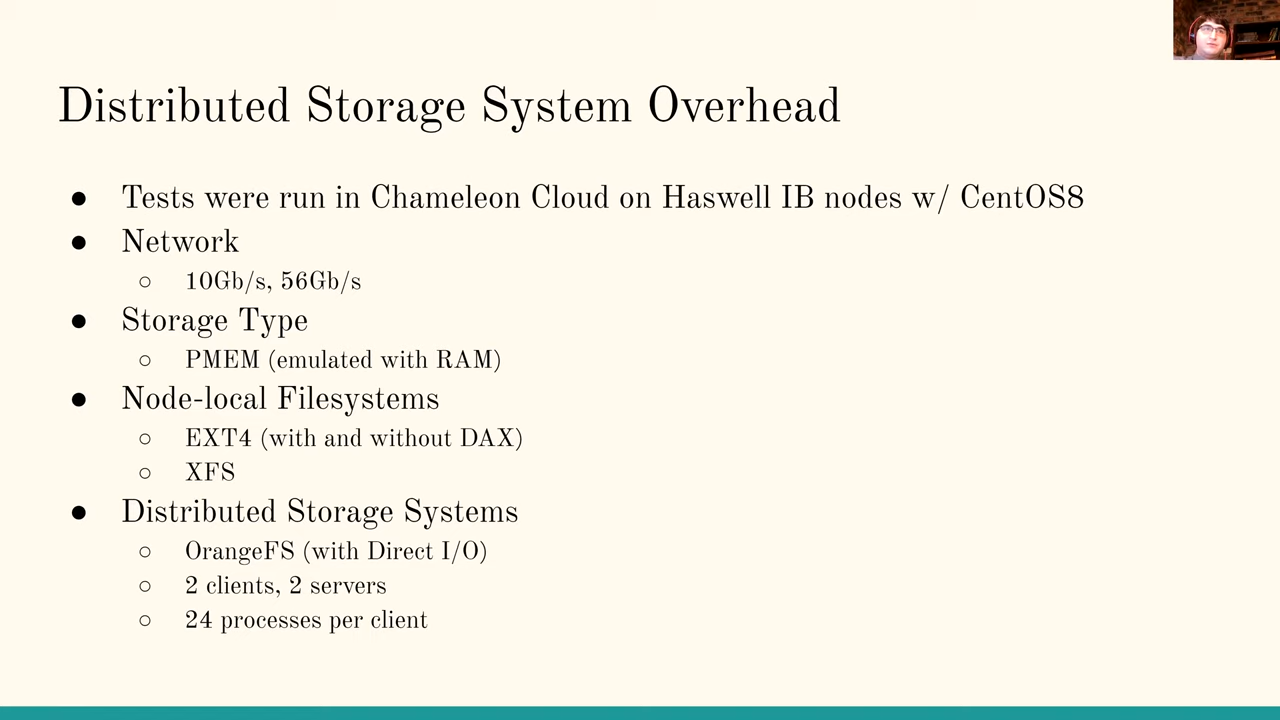 Distributed Storage System Overhead
● Tests were run in Chameleon Cloud on Haswell IB nodes w/ CentOS8
● Network
○ 10Gb/s, 56Gb/s
● Storage Type
○ PMEM (emulated with RAM)
● Node-local Filesystems
○ EXT4 (with and without DAX)
○ XFS
● Distributed Storage Systems
○ OrangeFS (with Direct I/O)
○ 2 clients, 2 servers
○ 24 processes per client